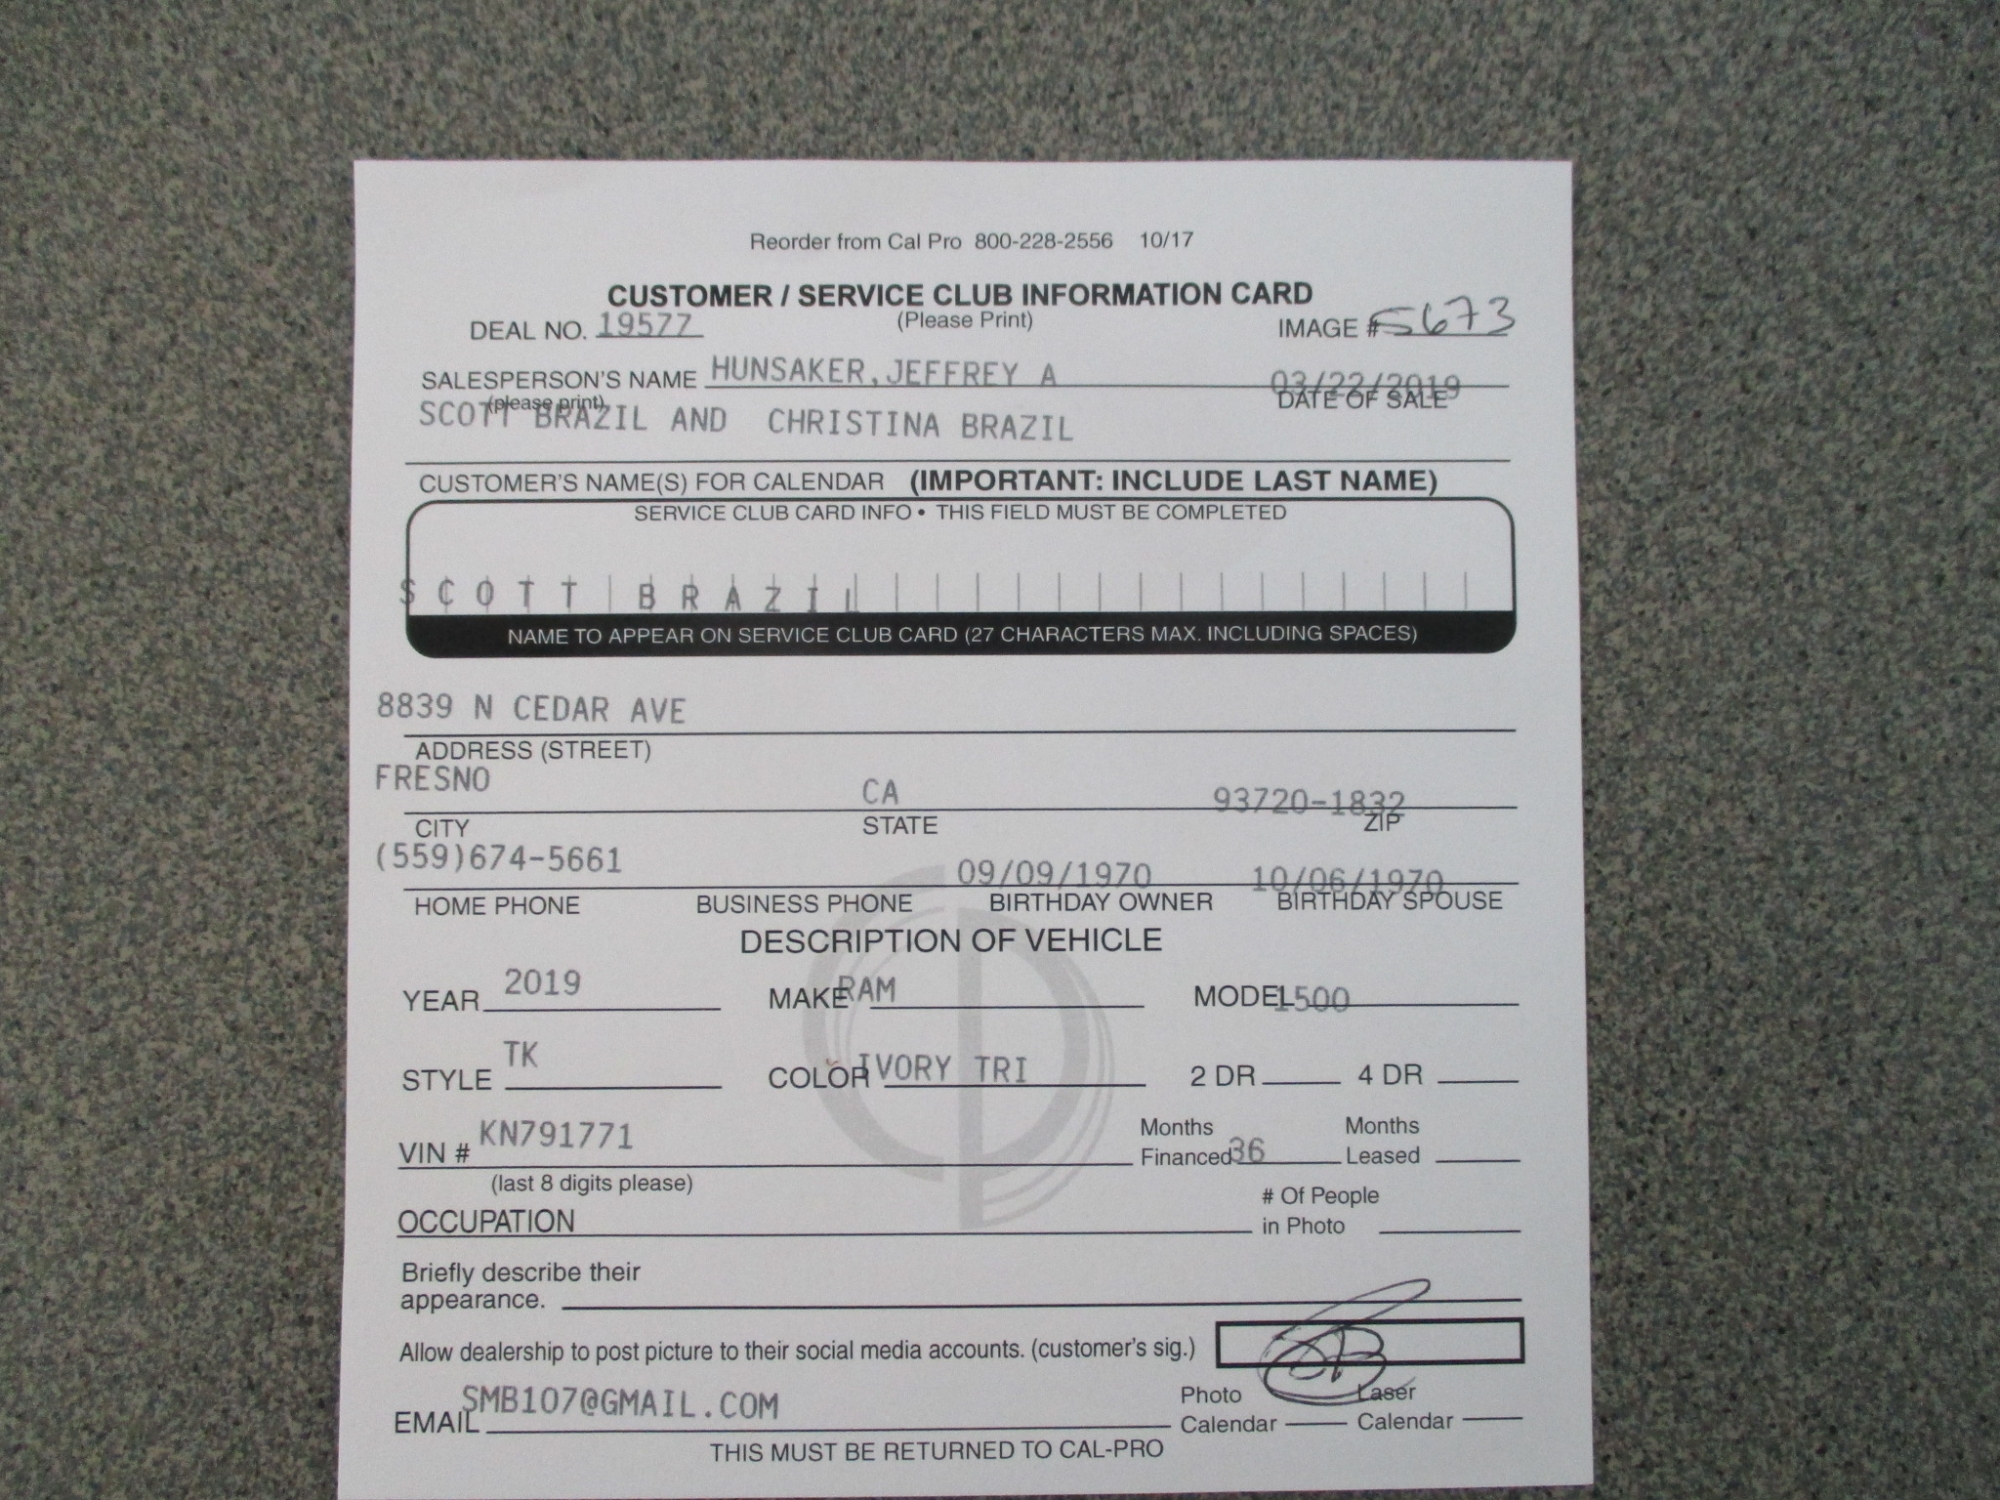 Reorder from Cal Pro 800-228-2556 10/17
CUSTOMER / SERVICE CLUB INFORMATION CARD
(Please Print)
DEAL NO. 19577
IMAGE # 5673
SALESPERSON'S NAME HUNSAKER, JEFFREY A 03/22/2019
(please print) DATE OF SALE
SCOTT BRAZIL AND CHRISTINA BRAZIL
CUSTOMER'S NAME(S) FOR CALENDAR (IMPORTANT: INCLUDE LAST NAME)
SERVICE CLUB CARD INFO • THIS FIELD MUST BE COMPLETED
SCOTT BRAZIL
NAME TO APPEAR ON SERVICE CLUB CARD (27 CHARACTERS MAX. INCLUDING SPACES)
8839 N CEDAR AVE
ADDRESS (STREET)
FRESNO CA 93720-1832
CITY STATE ZIP
(559)674-5661 09/09/1970 10/06/1970
HOME PHONE BUSINESS PHONE BIRTHDAY OWNER BIRTHDAY SPOUSE
DESCRIPTION OF VEHICLE
YEAR 2019 MAKE RAM MODEL 1500
STYLE TK COLOR IVORY TRI 2 DR 4 DR
VIN # KN791771 Months Financed 36 Months Leased
(last 8 digits please)
OCCUPATION # Of People in Photo
Briefly describe their
appearance.
Allow dealership to post picture to their social media accounts. (customer's sig.) SB
EMAIL SMB107@GMAIL.COM Photo Calendar Laser Calendar
THIS MUST BE RETURNED TO CAL-PRO